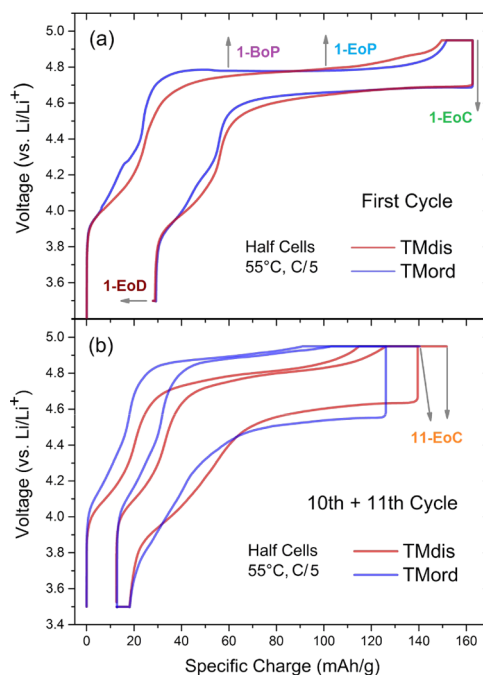 (a)
1-BoP
1-EoP
1-EoC
1-EoD
First Cycle
Half Cells
55°C, C/5
TMdis
TMord
Voltage (vs. Li/Li+)
5.0
4.8
4.6
4.4
4.2
4.0
3.8
3.6
(b)
11-EoC
10th + 11th Cycle
Half Cells
55°C, C/5
TMdis
TMord
Voltage (vs. Li/Li+)
5.0
4.8
4.6
4.4
4.2
4.0
3.8
3.6
3.4
0 20 40 60 80 100 120 140 160
Specific Charge (mAh/g)